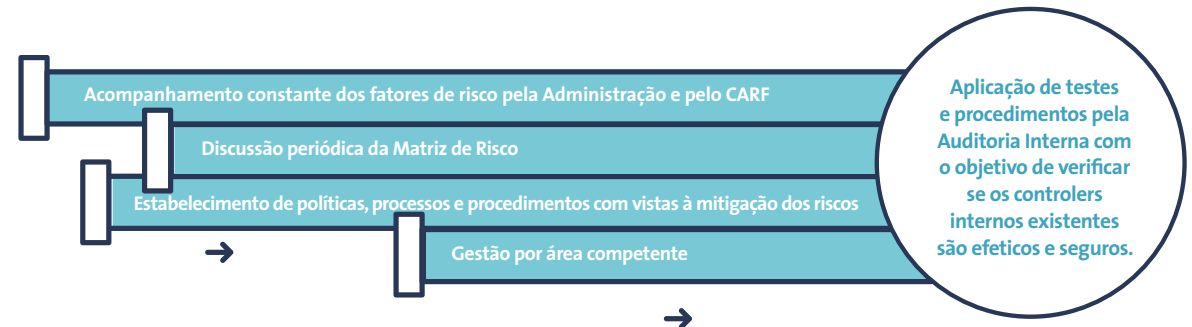 Acompanhamento constante dos fatores de risco pela Administração e pelo CARF
Discussão periódica da Matriz de Risco
Estabelecimento de políticas, processos e procedimentos com vistas à mitigação dos riscos
Gestão por área competente
Aplicação de testes
e procedimentos pela
Auditoria Interna com
o objetivo de verificar
se os controlers
internos existentes
são efeticos e seguros.